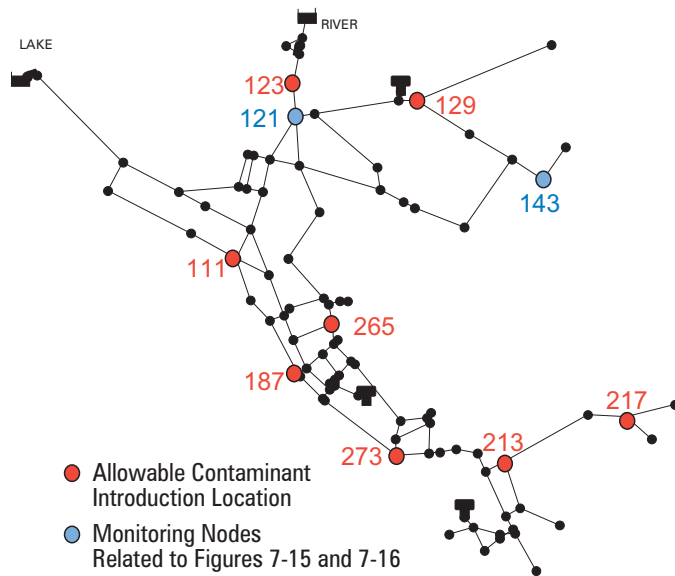 RIVER
LAKE
123
129
121
143
111
265
187
217
273
213
Allowable Contaminant
Introduction Location
Monitoring Nodes
Related to Figures 7-15 and 7-16